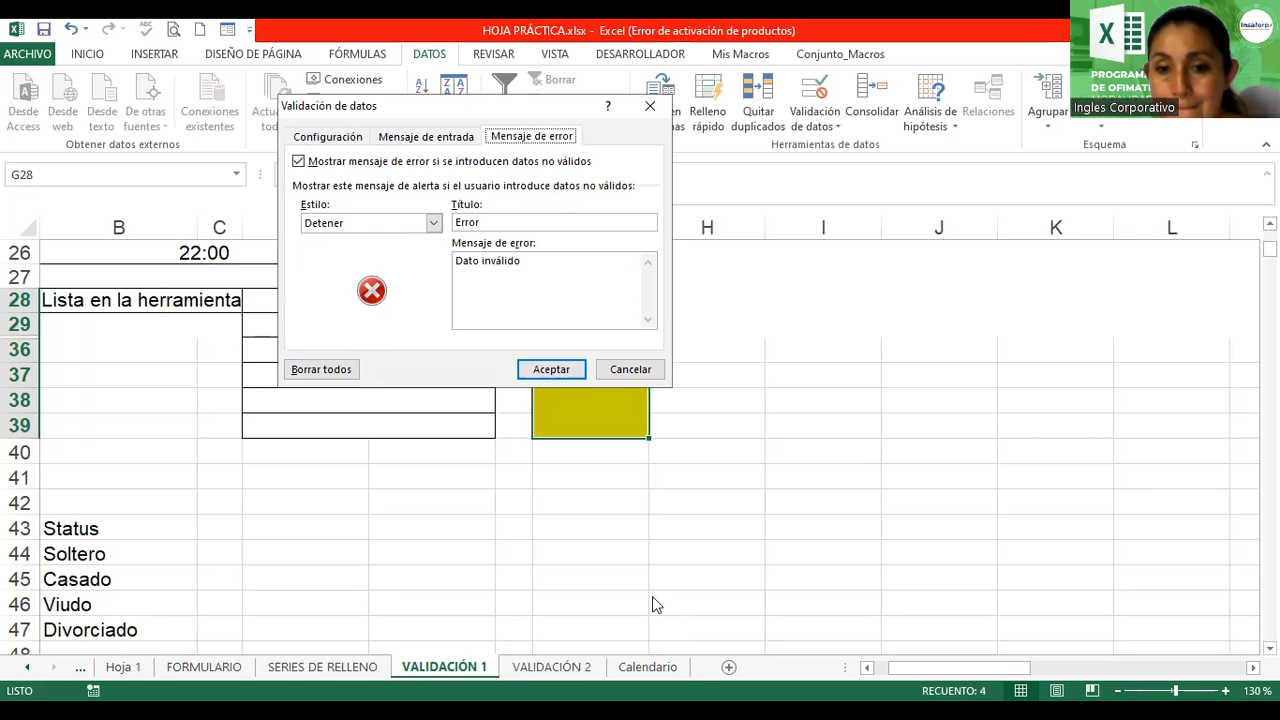 HOJA PRÁCTICA.xlsx - Excel (Error de activación de productos)
ARCHIVO INICIO INSERTAR DISEÑO DE PÁGINA FÓRMULAS DATOS REVISAR VISTA DESARROLLADOR Mis Macros Conjunto_Macros
Desde Access
Desde web
Desde texto
De otras fuentes
Conexiones existentes
Conexiones
Borrar
Relleno rápido
Quitar duplicados
Validación de datos
Consolidar
Análisis de hipótesis
Relaciones
Agrupar
Obtener datos externos
Herramientas de datos
Esquema
Insaforp
DE OFIMÁTIC
Ingles Corporativo
G28
Validación de datos
? 
Configuración Mensaje de entrada Mensaje de error
Mostrar mensaje de error si se introducen datos no válidos
Mostrar este mensaje de alerta si el usuario introduce datos no válidos:
Estilo: Título:
Detener Error
Mensaje de error:
Dato inválido
Borrar todos Aceptar Cancelar
B C H I J K L
26 22:00
27
28 Lista en la herramienta
29
36
37
38
39
40
41
42
43 Status
44 Soltero
45 Casado
46 Viudo
47 Divorciado
... Hoja 1 FORMULARIO SERIES DE RELLENO VALIDACIÓN 1 VALIDACIÓN 2 Calendario
LISTO RECUENTO: 4 130 %